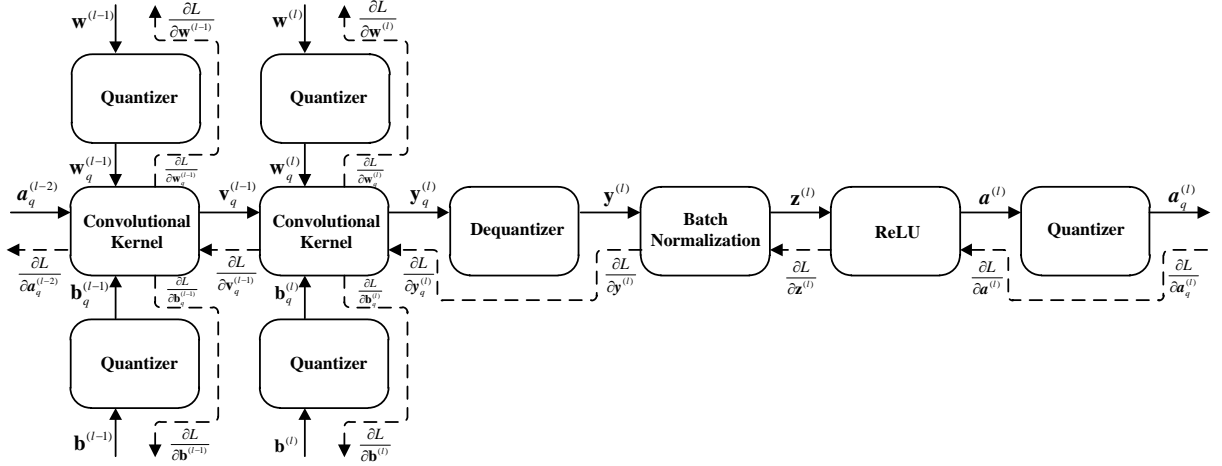 w^(l-1)
∂L/∂w^(l-1)
w^(l)
∂L/∂w^(l)
Quantizer
Quantizer
w_q^(l-1)
∂L/∂w_q^(l-1)
w_q^(l)
∂L/∂w_q^(l)
a_q^(l-2)
Convolutional
Kernel
v_q^(l-1)
Convolutional
Kernel
y_q^(l)
Dequantizer
y^(l)
Batch
Normalization
z^(l)
ReLU
a^(l)
Quantizer
a_q^(l)
∂L/∂a_q^(l-2)
∂L/∂v_q^(l-1)
∂L/∂y_q^(l)
∂L/∂y^(l)
∂L/∂z^(l)
∂L/∂a^(l)
∂L/∂a_q^(l)
b_q^(l-1)
∂L/∂b_q^(l-1)
b_q^(l)
∂L/∂b_q^(l)
Quantizer
Quantizer
b^(l-1)
∂L/∂b^(l-1)
b^(l)
∂L/∂b^(l)